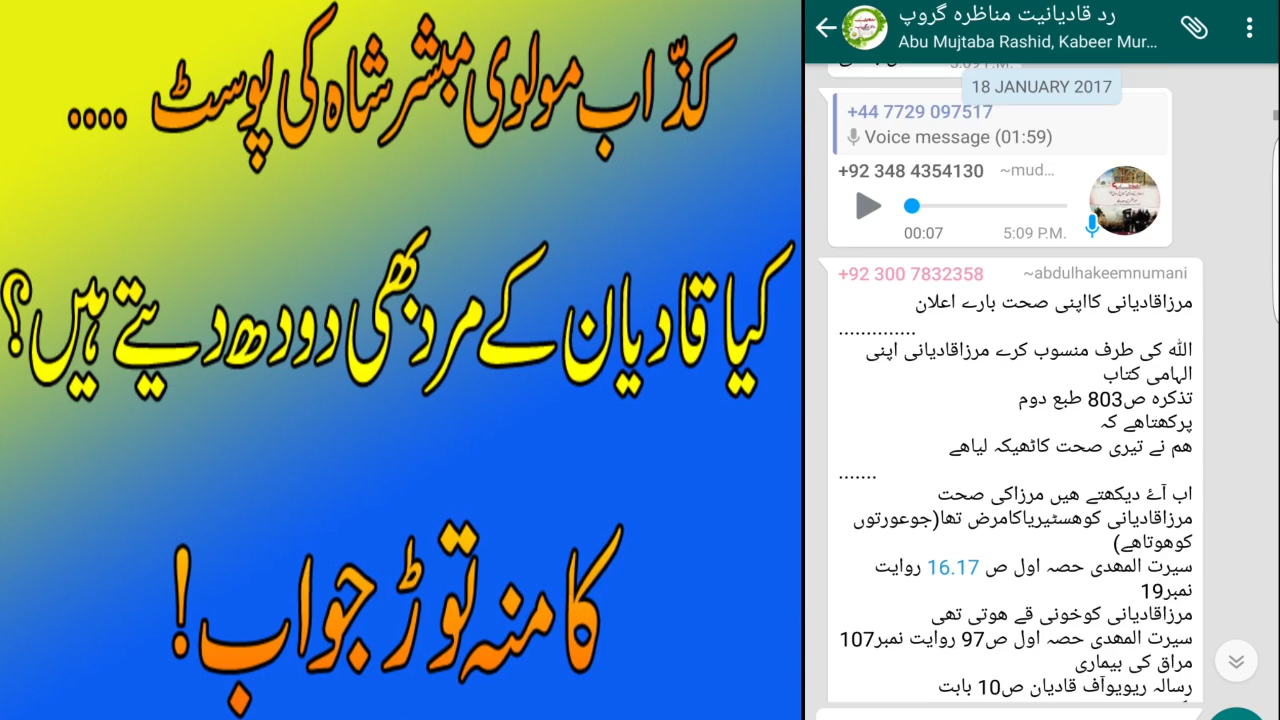 کذّاب مولوی مبشر شاہ کی پوسٹ ....
کیا قادیان کے مرد بھی دودھ دیتے ہیں؟
کا منہ توڑ جواب!
رد قادیانیت مناظرہ گروپ
Abu Mujtaba Rashid, Kabeer Mur...
18 JANUARY 2017
+44 7729 097517
Voice message (01:59)
+92 348 4354130 ~mud...
00:07 5:09 P.M.
+92 300 7832358 ~abdulhakeemnumani
مرزاقادیانی کااپنی صحت بارے اعلان
..............
اللہ کی طرف منسوب کرے مرزاقادیانی اپنی
الہامی کتاب
تذکرہ ص803 طبع دوم
پرکھتاھے کہ
ھم نے تیری صحت کاٹھیکہ لیاھے
.......
اب آۓ دیکھتے ھیں مرزاکی صحت
مرزاقادیانی کوھسٹیریاکامرض تھا(جوعورتوں
کوھوتاھے)
سیرت المھدی حصہ اول ص 16.17 روایت
نمبر19
مرزاقادیانی کوخونی قے ھوتی تھی
سیرت المھدی حصہ اول ص97 روایت نمبر107
مراق کی بیماری
رسالہ ریویوآف قادیان ص10 بابت